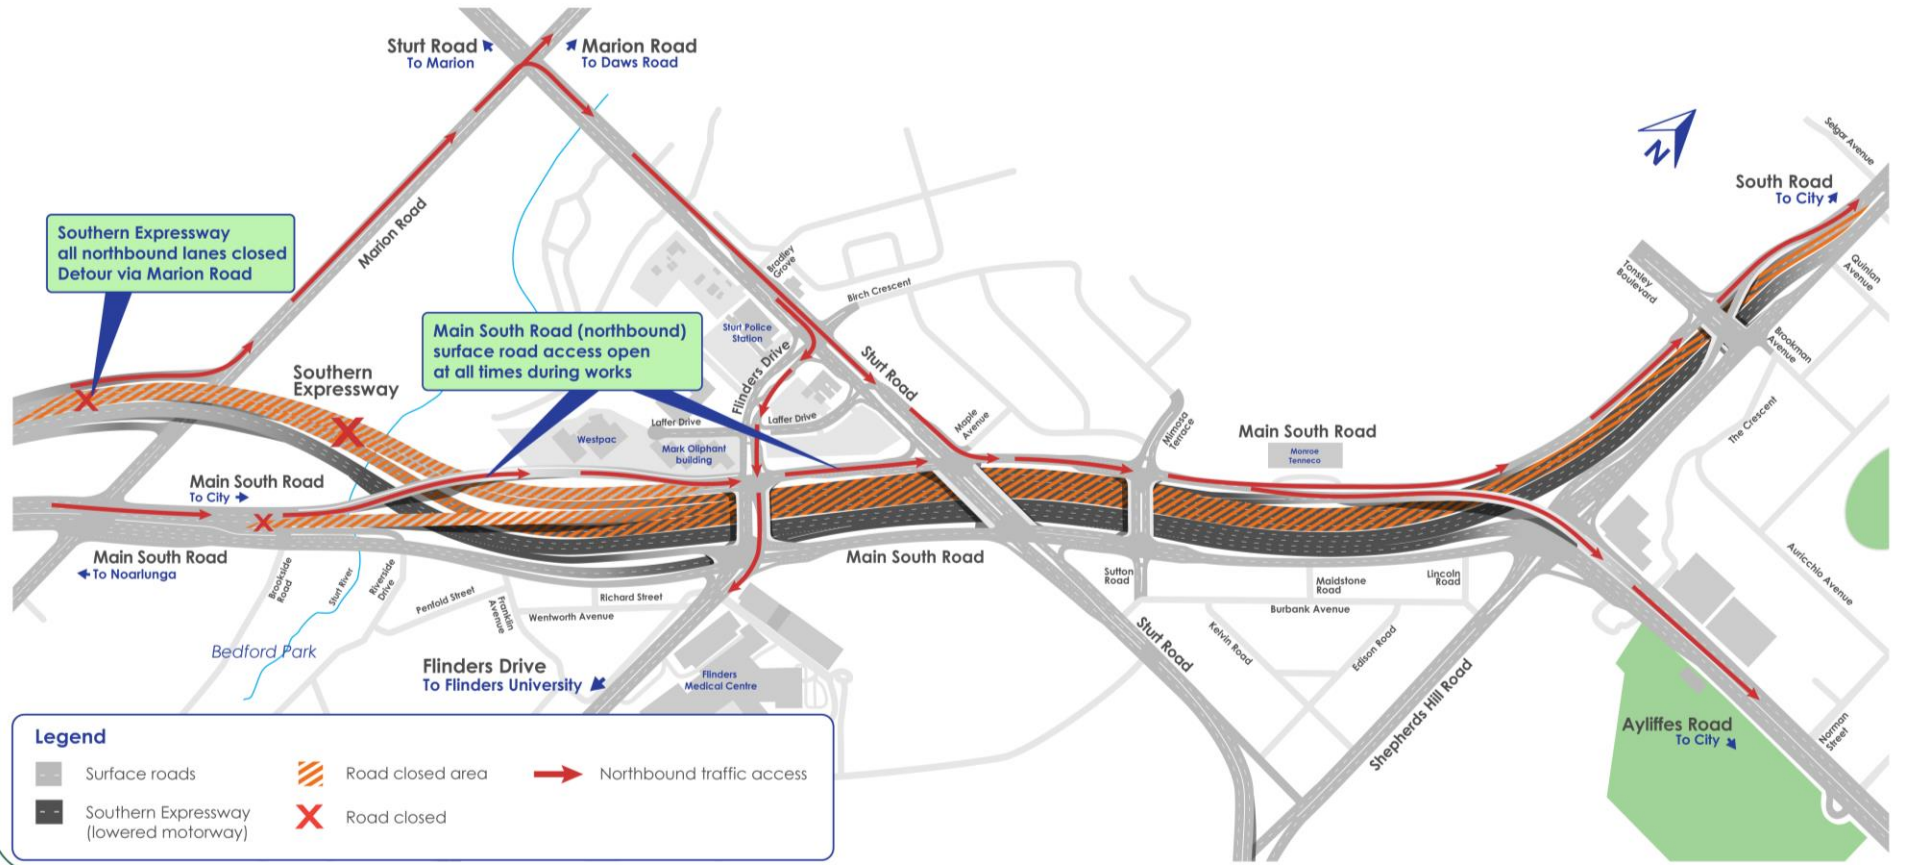 Sturt Road
To Marion
Marion Road
To Daws Road
Selgar Avenue
N
South Road
To City
Southern Expressway
all northbound lanes closed
Detour via Marion Road
Marion Road
Bradley
Grove
Birch Crescent
Tonsley
Boulevard
Quinlan
Avenue
Main South Road (northbound)
surface road access open
at all times during works
Sturt Police
Station
Flinders Drive
Sturt Road
Brookman
Avenue
Southern
Expressway
Laffer Drive
Laffer Drive
Westpac
Mark Oliphant
building
Maple
Avenue
Mimosa
Terrace
Main South Road
Monroe
Tenneco
The Crescent
Main South Road
To City
Main South Road
To Noarlunga
Main South Road
Brookside
Road
Sturt River
Riverside
Drive
Penfold Street
Franklin
Avenue
Richard Street
Wentworth Avenue
Sutton
Road
Maidstone
Road
Lincoln
Road
Burbank Avenue
Auricchio Avenue
Bedford Park
Flinders Drive
To Flinders University
Flinders
Medical Centre
Sturt Road
Kelvin Road
Edison Road
Shepherds Hill Road
Ayliffes Road
To City
Norman
Street
Legend
Surface roads
Southern Expressway
(lowered motorway)
Road closed area
Road closed
Northbound traffic access